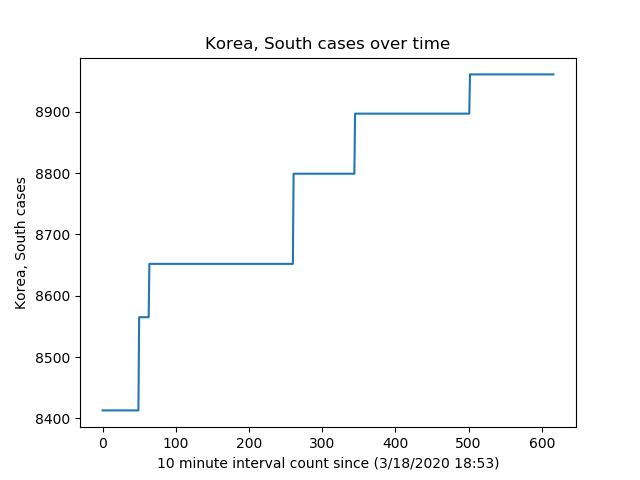 Korea, South cases over time
Korea, South cases
8900
8800
8700
8600
8500
8400
0 100 200 300 400 500 600
10 minute interval count since (3/18/2020 18:53)